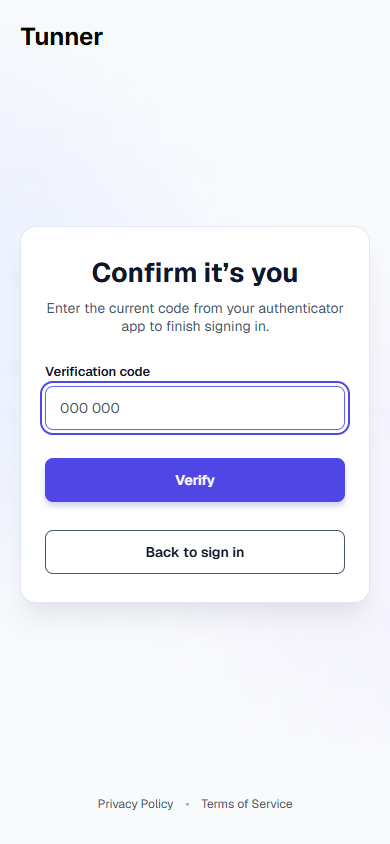 Tunner
Confirm it’s you
Enter the current code from your authenticator
app to finish signing in.
Verification code
000 000
Verify
Back to sign in
Privacy Policy • Terms of Service